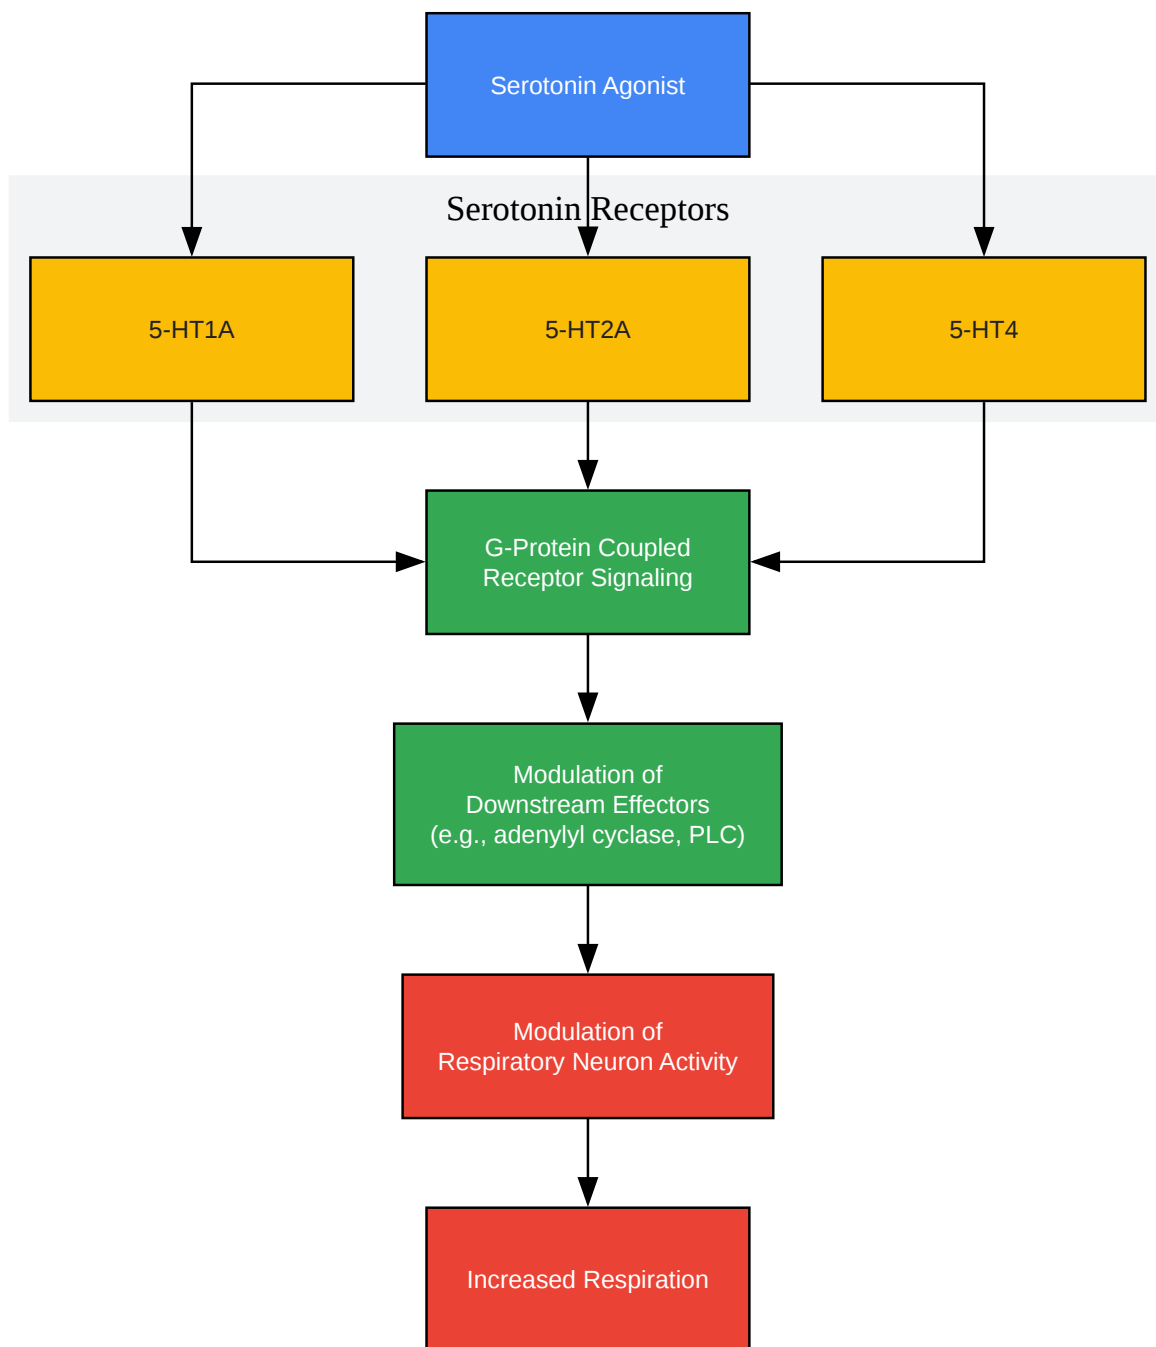 Serotonin Agonist
Serotonin Receptors
5-HT1A
5-HT2A
5-HT4
G-Protein Coupled
Receptor Signaling
Modulation of
Downstream Effectors
(e.g., adenylyl cyclase, PLC)
Modulation of
Respiratory Neuron Activity
Increased Respiration